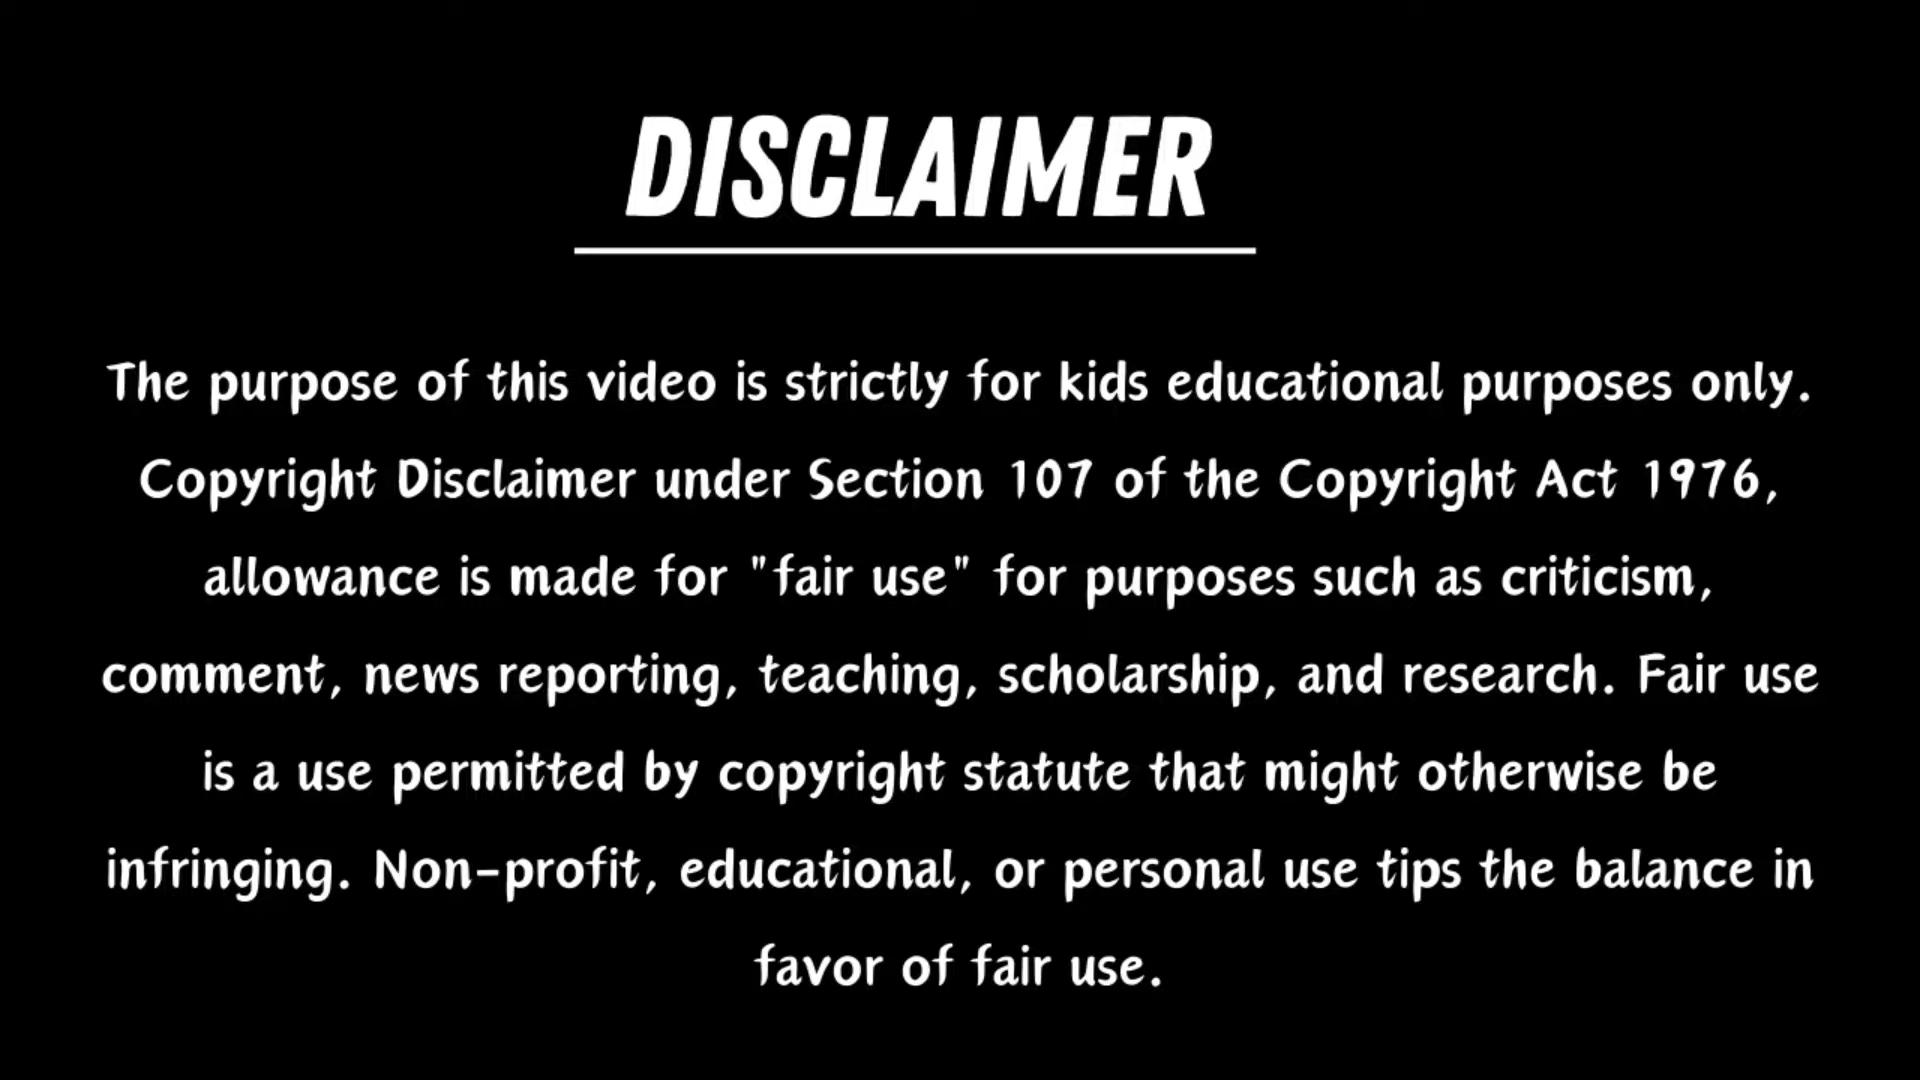 DISCLAIMER
The purpose of this video is strictly for kids educational purposes only.
Copyright Disclaimer under Section 107 of the Copyright Act 1976,
allowance is made for "fair use" for purposes such as criticism,
comment, news reporting, teaching, scholarship, and research. Fair use
is a use permitted by copyright statute that might otherwise be
infringing. Non-profit, educational, or personal use tips the balance in
favor of fair use.